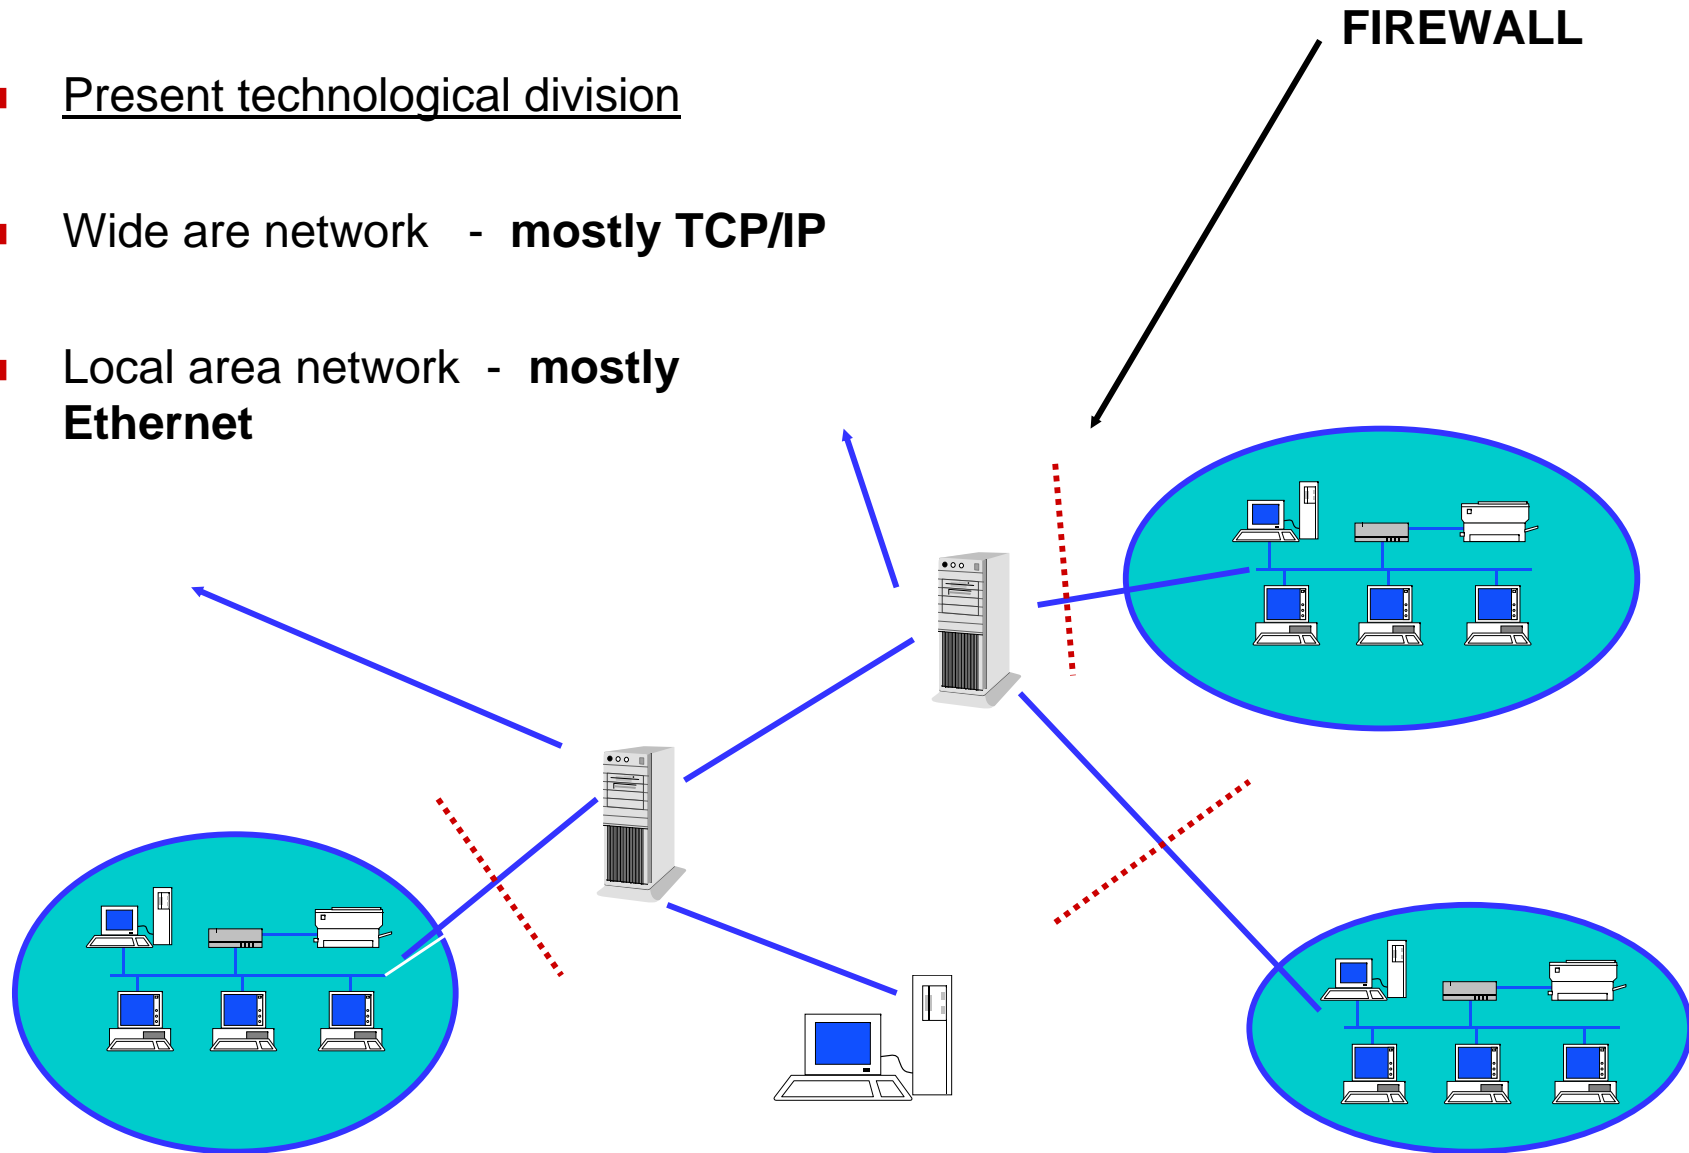 FIREWALL
Present technological division
Wide are network - mostly TCP/IP
Local area network - mostly
Ethernet